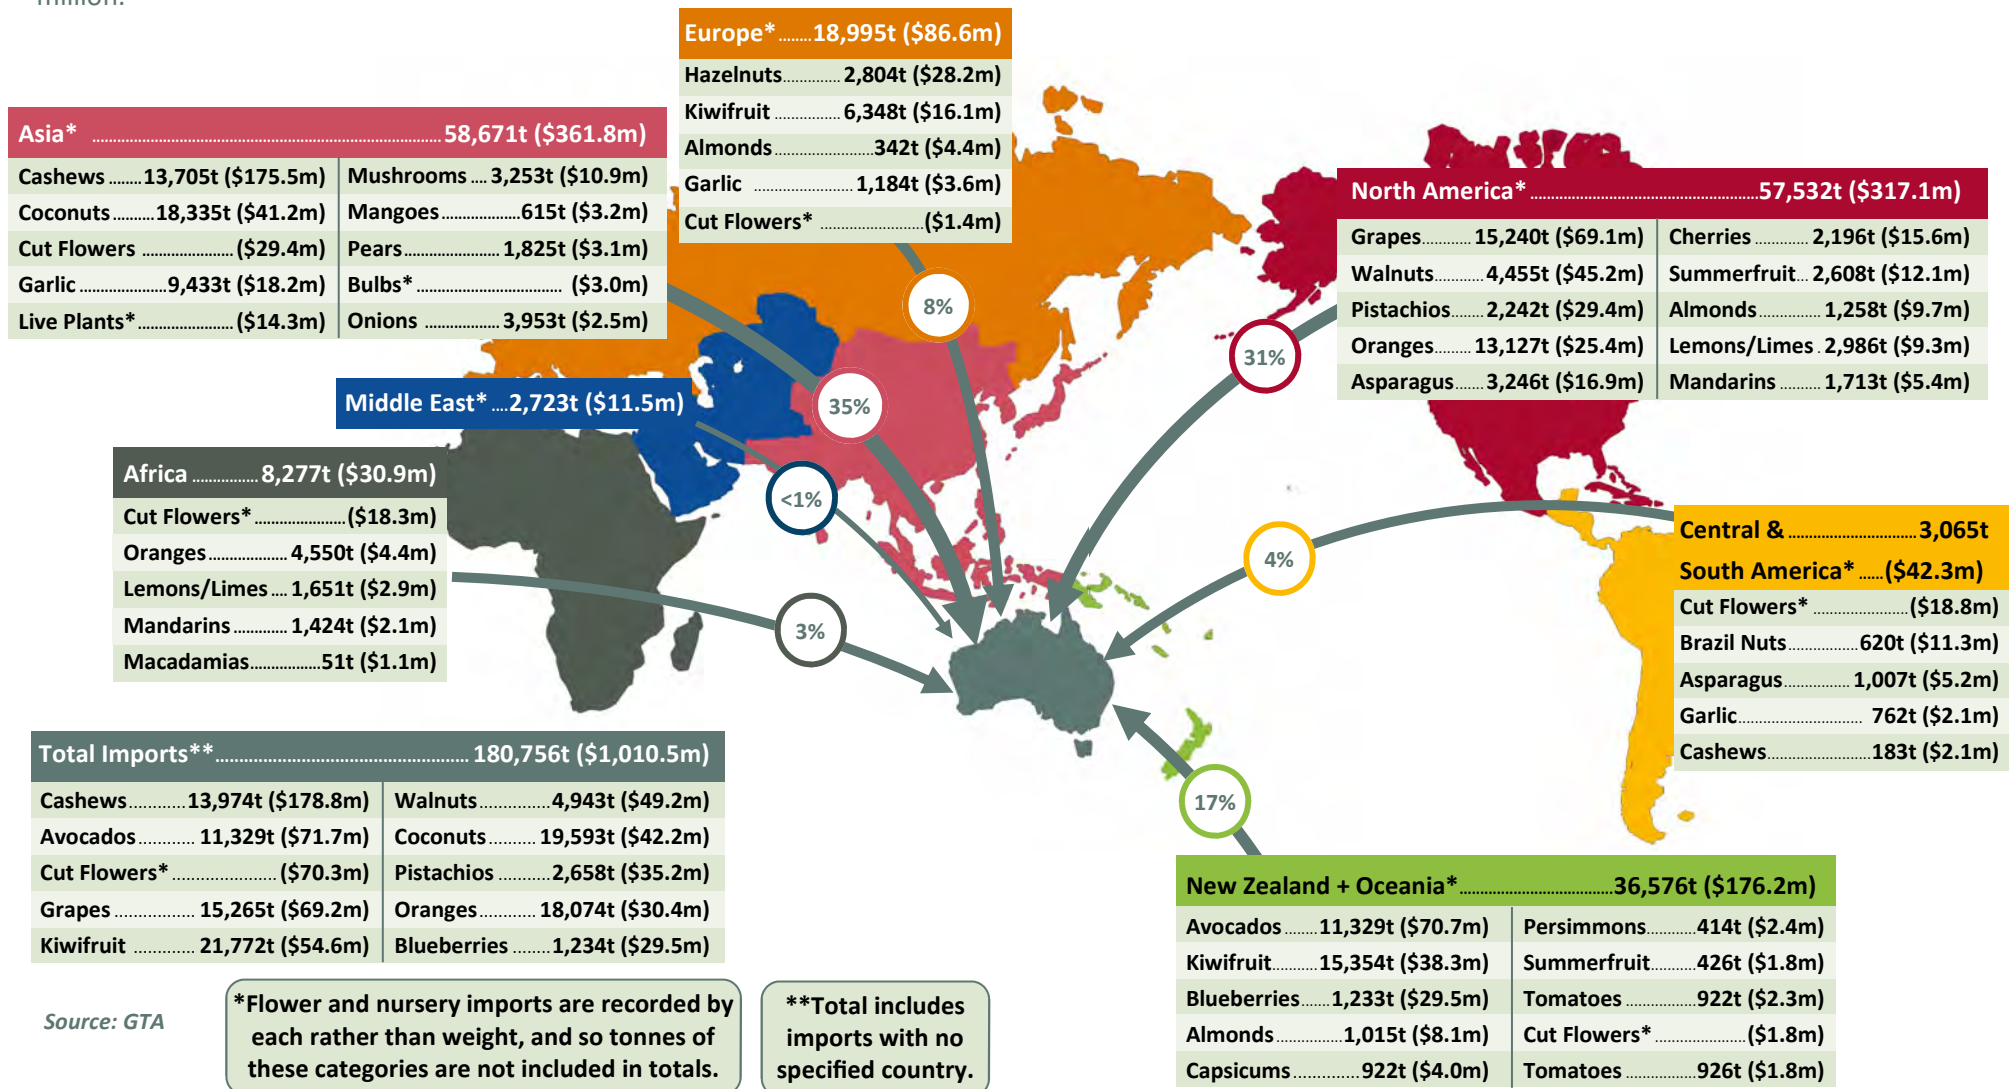 million.
Europe* ........ 18,995t ($86.6m)
Hazelnuts ............. 2,804t ($28.2m)
Kiwifruit ............... 6,348t ($16.1m)
Almonds ...................... 342t ($4.4m)
Garlic ...................... 1,184t ($3.6m)
Cut Flowers* ....................... ($1.4m)
Asia* ........................ 58,671t ($361.8m)
Cashews ....... 13,705t ($175.5m)
Coconuts ......... 18,335t ($41.2m)
Cut Flowers .................... ($29.4m)
Garlic ................... 9,433t ($18.2m)
Live Plants* ..................... ($14.3m)
Mushrooms .... 3,253t ($10.9m)
Mangoes .................. 615t ($3.2m)
Pears ................... 1,825t ($3.1m)
Bulbs* ................................ ($3.0m)
Onions ................. 3,953t ($2.5m)
North America* ........................ 57,532t ($317.1m)
Grapes ........... 15,240t ($69.1m)
Walnuts .......... 4,455t ($45.2m)
Pistachios ....... 2,242t ($29.4m)
Oranges ........ 13,127t ($25.4m)
Asparagus ...... 3,246t ($16.9m)
Cherries ............ 2,196t ($15.6m)
Summerfruit ... 2,608t ($12.1m)
Almonds .............. 1,258t ($9.7m)
Lemons/Limes . 2,986t ($9.3m)
Mandarins ......... 1,713t ($5.4m)
8%
31%
35%
Middle East* .... 2,723t ($11.5m)
<1%
Africa ................ 8,277t ($30.9m)
Cut Flowers* ...................... ($18.3m)
Oranges ................... 4,550t ($4.4m)
Lemons/Limes .... 1,651t ($2.9m)
Mandarins ............. 1,424t ($2.1m)
Macadamias ................. 51t ($1.1m)
3%
4%
Central & ........................... 3,065t
South America* ...... ($42.3m)
Cut Flowers* ....................... ($18.8m)
Brazil Nuts ................. 620t ($11.3m)
Asparagus ................ 1,007t ($5.2m)
Garlic .............................. 762t ($2.1m)
Cashews ......................... 183t ($2.1m)
Total Imports** ........................ 180,756t ($1,010.5m)
Cashews ............ 13,974t ($178.8m)
Avocados ............ 11,329t ($71.7m)
Cut Flowers* ......................... ($70.3m)
Grapes .................. 15,265t ($69.2m)
Kiwifruit ............. 21,772t ($54.6m)
Walnuts .............. 4,943t ($49.2m)
Coconuts .......... 19,593t ($42.2m)
Pistachios ........... 2,658t ($35.2m)
Oranges ............ 18,074t ($30.4m)
Blueberries ........ 1,234t ($29.5m)
17%
New Zealand + Oceania* ........................ 36,576t ($176.2m)
Avocados ....... 11,329t ($70.7m)
Kiwifruit ......... 15,354t ($38.3m)
Blueberries ..... 1,233t ($29.5m)
Almonds ................ 1,015t ($8.1m)
Capsicums ............... 922t ($4.0m)
Persimmons ........... 414t ($2.4m)
Summerfruit ........... 426t ($1.8m)
Tomatoes ................ 922t ($2.3m)
Cut Flowers* ...................... ($1.8m)
Tomatoes ................ 926t ($1.8m)
Source: GTA
*Flower and nursery imports are recorded by
each rather than weight, and so tonnes of
these categories are not included in totals.
**Total includes
imports with no
specified country.